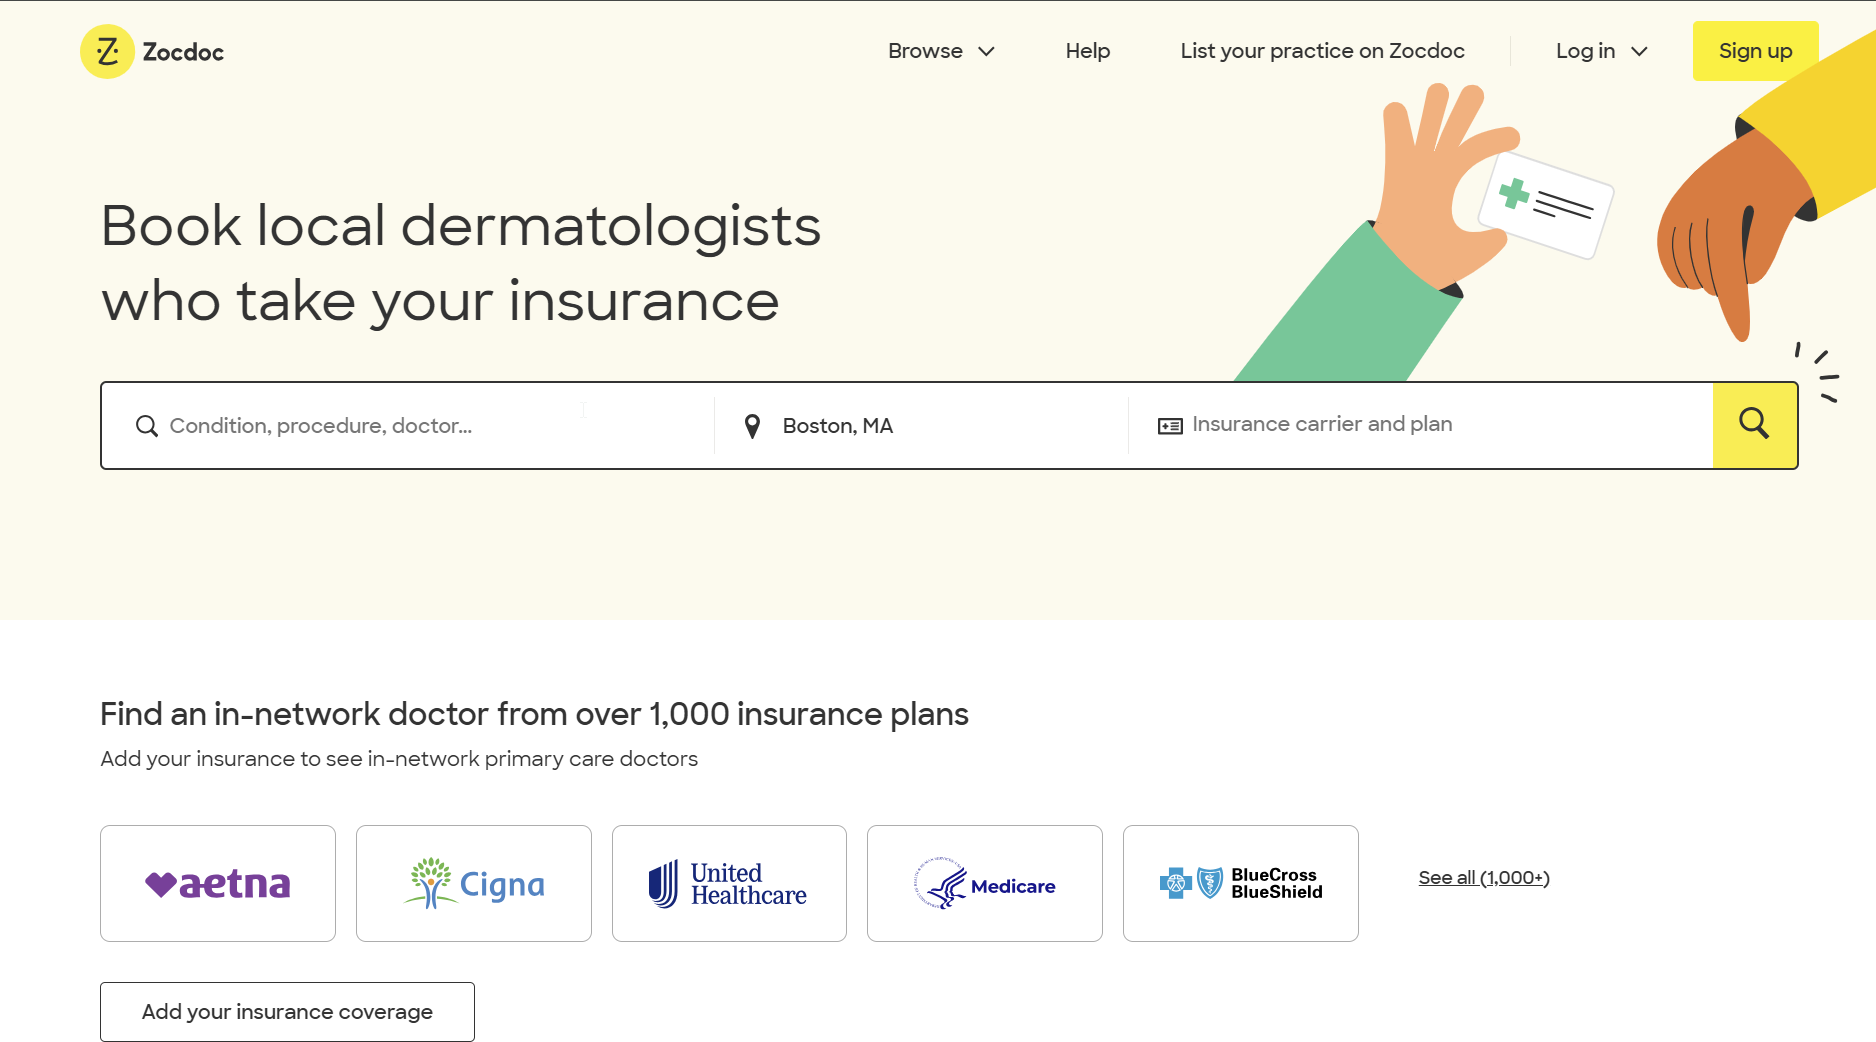 Zocdoc
Browse
Help
List your practice on Zocdoc
Log in
Sign up
Book local dermatologists
who take your insurance
Condition, procedure, doctor...
Boston, MA
Insurance carrier and plan
Find an in-network doctor from over 1,000 insurance plans
Add your insurance to see in-network primary care doctors
aetna
Cigna
United
Healthcare
Medicare
BlueCross
BlueShield
See all (1,000+)
Add your insurance coverage